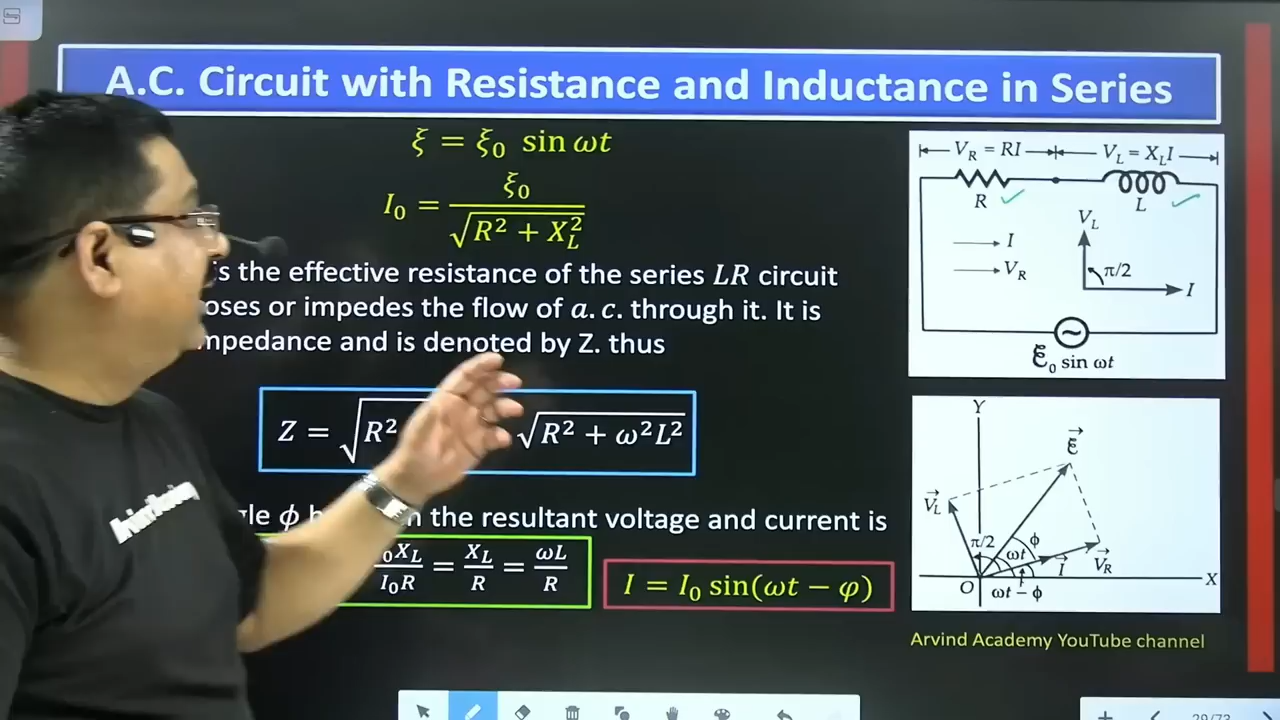 A.C. Circuit with Resistance and Inductance in Series
ξ = ξ₀ sin ωt
I₀ = ξ₀ / √(R² + X_L²)
is the effective resistance of the series LR circuit
or impedes the flow of a.c. through it. It is
and is denoted by Z. thus
Z = √R² √(R² + ω²L²)
ϕ the resultant voltage and current is
X_L / I₀R = X_L / R = ωL / R
I = I₀ sin(ωt − φ)
V_R = RI V_L = X_L I
R L
V_L
I
V_R
π/2
I
ℰ₀ sin ωt
Y
ℰ
V_L
π/2 ωt ϕ
I V_R
O ωt − ϕ X
Arvind Academy YouTube channel